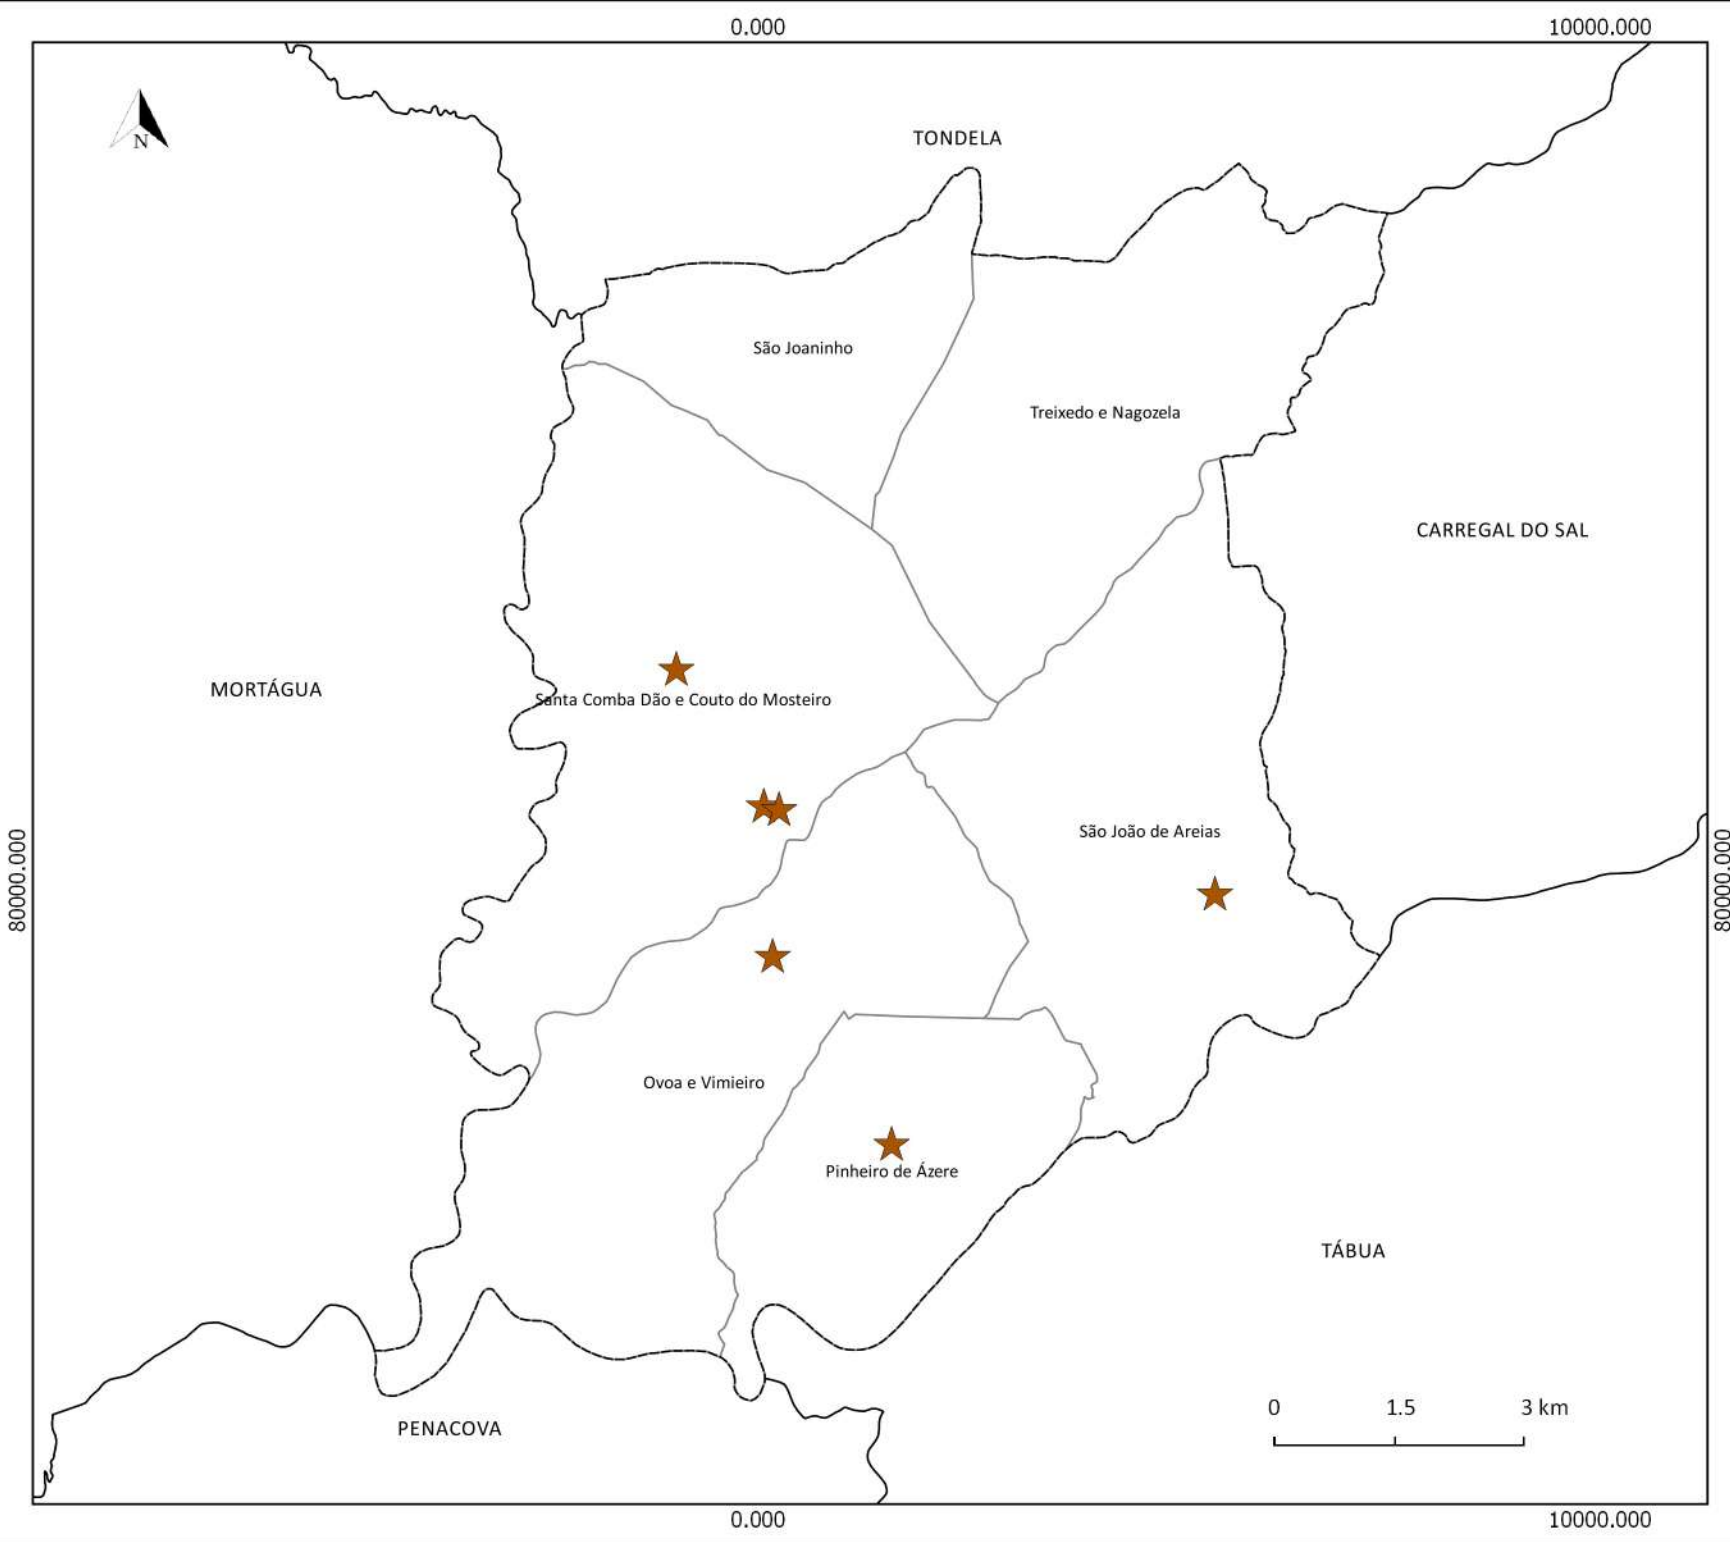 0.000
10000.000
N
TONDELA
São Joaninho
Treixedo e Nagozela
CARREGAL DO SAL
MORTÁGUA
Santa Comba Dão e Couto do Mosteiro
São João de Areias
80000.000
80000.000
Ovoa e Vimieiro
Pinheiro de Ázere
TÁBUA
PENACOVA
0
1.5
3 km
0.000
10000.000